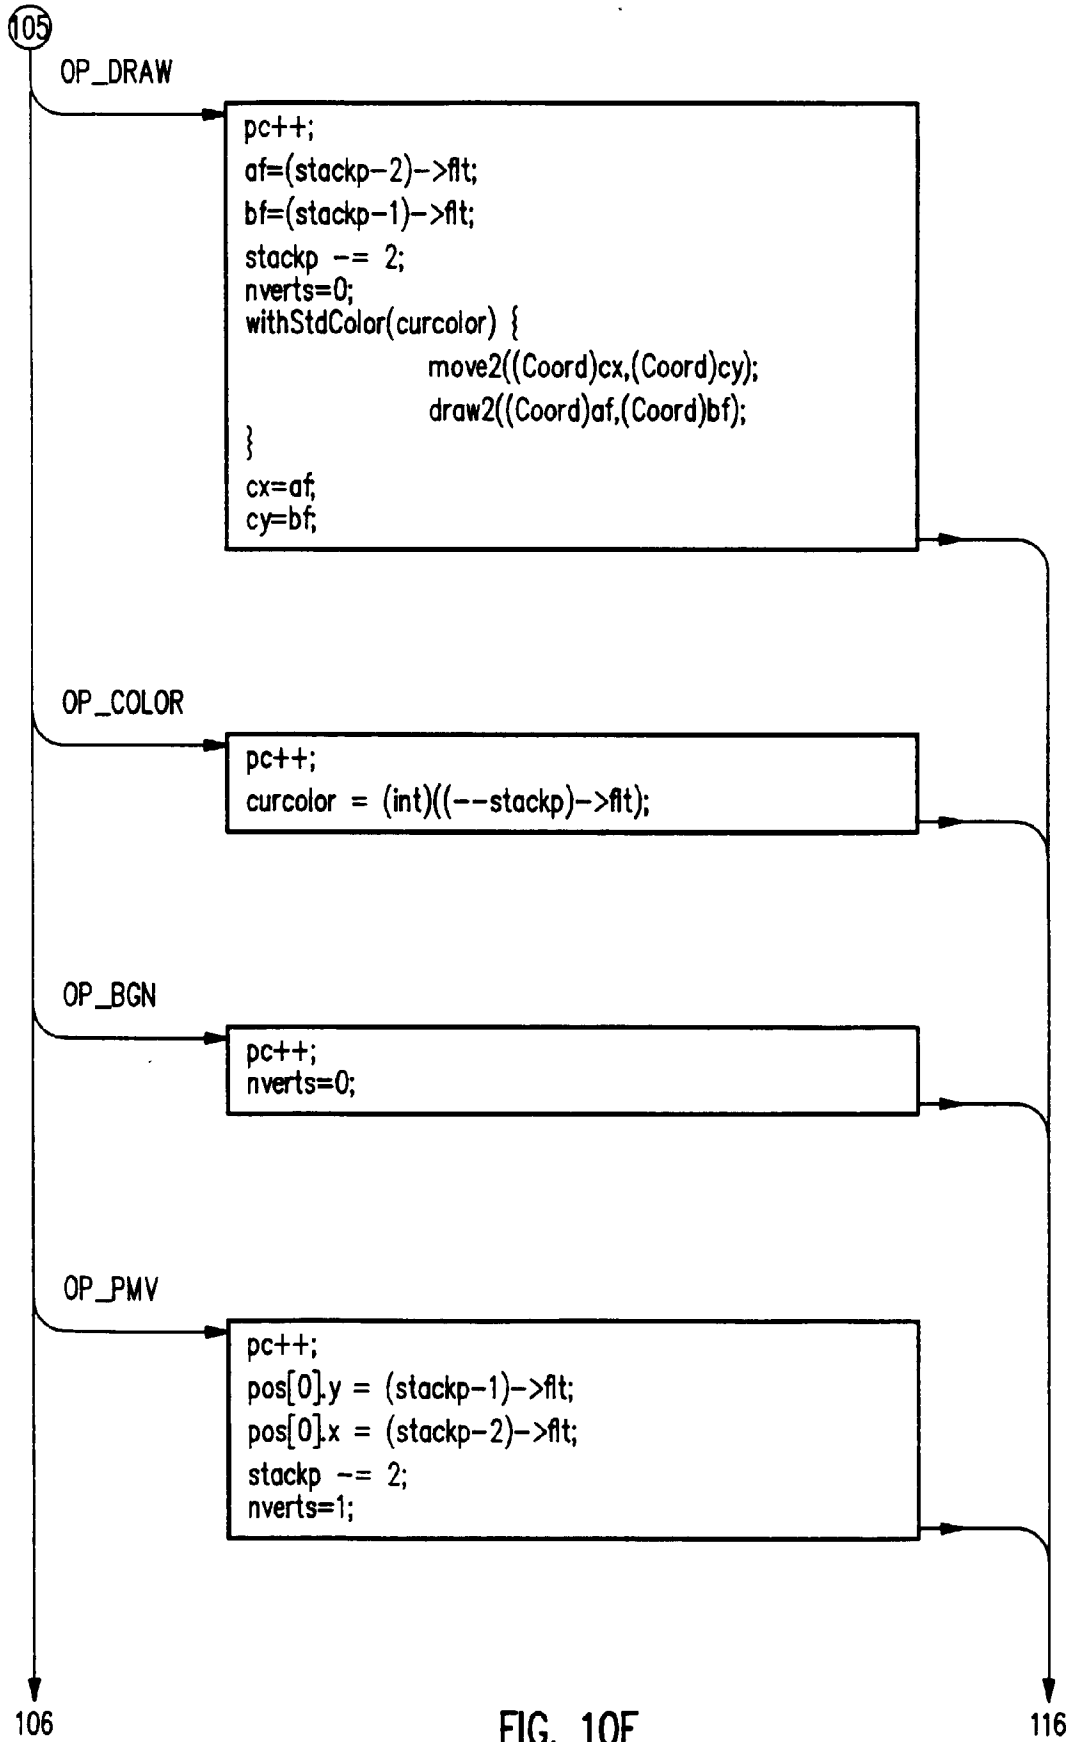 105
OP_DRAW
pc++;
af=(stackp-2)->flt;
bf=(stackp-1)->flt;
stackp -= 2;
nverts=0;
withStdColor(curcolor) {
move2((Coord)cx,(Coord)cy);
draw2((Coord)af,(Coord)bf);
}
cx=af;
cy=bf;
OP_COLOR
pc++;
curcolor = (int)((--stackp)->flt);
OP_BGN
pc++;
nverts=0;
OP_PMV
pc++;
pos[0].y = (stackp-1)->flt;
pos[0].x = (stackp-2)->flt;
stackp -= 2;
nverts=1;
106
FIG. 10F
116